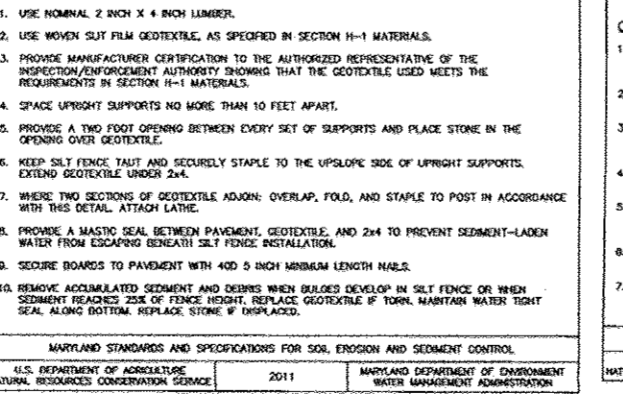 1. USE NOMINAL 2 INCH X 4 INCH LUMBER.
2. USE WOVEN SLIT FILM GEOTEXTILE, AS SPECIFIED IN SECTION H-1 MATERIALS.
3. PROVIDE MANUFACTURER CERTIFICATION TO THE AUTHORIZED REPRESENTATIVE OF THE
INSPECTION/ENFORCEMENT AUTHORITY SHOWING THAT THE GEOTEXTILE USED MEETS THE
REQUIREMENTS IN SECTION H-1 MATERIALS.
4. SPACE UPRIGHT SUPPORTS NO MORE THAN 10 FEET APART.
5. PROVIDE A TWO FOOT OPENING BETWEEN EVERY SET OF SUPPORTS AND PLACE STONE IN THE
OPENING OVER GEOTEXTILE.
6. KEEP SILT FENCE TAUT AND SECURELY STAPLE TO THE UPSLOPE SIDE OF UPRIGHT SUPPORTS.
EXTEND GEOTEXTILE UNDER 2x4.
7. WHERE TWO SECTIONS OF GEOTEXTILE ADJOIN: OVERLAP, FOLD, AND STAPLE TO POST IN ACCORDANCE
WITH THIS DETAIL. ATTACH LATHE.
8. PROVIDE A MASTIC SEAL BETWEEN PAVEMENT, GEOTEXTILE, AND 2x4 TO PREVENT SEDIMENT-LADEN
WATER FROM ESCAPING BENEATH SILT FENCE INSTALLATION.
9. SECURE BOARDS TO PAVEMENT WITH 40D 5 INCH MINIMUM LENGTH NAILS.
10. REMOVE ACCUMULATED SEDIMENT AND DEBRIS WHEN BULGES DEVELOP IN SILT FENCE OR WHEN
SEDIMENT REACHES 25% OF FENCE HEIGHT. REPLACE GEOTEXTILE IF TORN. MAINTAIN WATER TIGHT
SEAL ALONG BOTTOM. REPLACE STONE IF DISPLACED.
MARYLAND STANDARDS AND SPECIFICATIONS FOR SOIL EROSION AND SEDIMENT CONTROL
U.S. DEPARTMENT OF AGRICULTURE
ATURAL RESOURCES CONSERVATION SERVICE
2011
MARYLAND DEPARTMENT OF ENVIRONMENT
WATER MANAGEMENT ADMINISTRATION
1
2
3
4
5
6
7
NAT